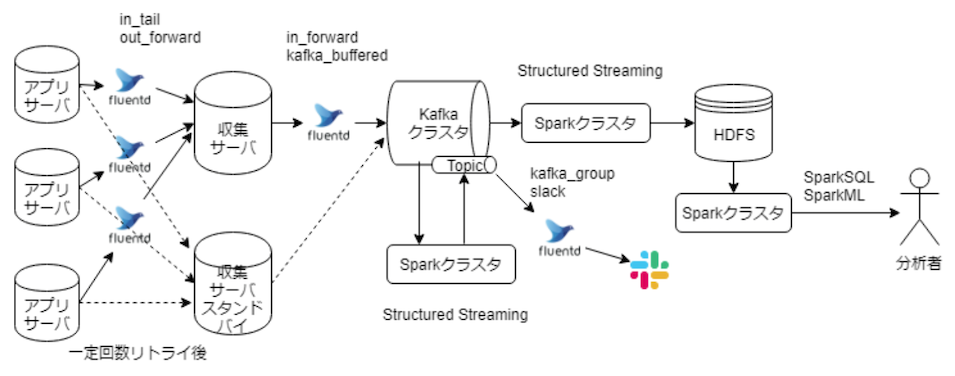 in_tail
out_forward
アプリ
サーバ
fluentd
アプリ
サーバ
fluentd
アプリ
サーバ
fluentd
一定回数リトライ後
収集
サーバ
収集
サーバ
スタンド
バイ
in_forward
kafka_buffered
fluentd
Kafka
クラスタ
Topic
Structured Streaming
Sparkクラスタ
HDFS
kafka_group
slack
fluentd
Sparkクラスタ
Structured Streaming
Sparkクラスタ
SparkSQL
SparkML
分析者